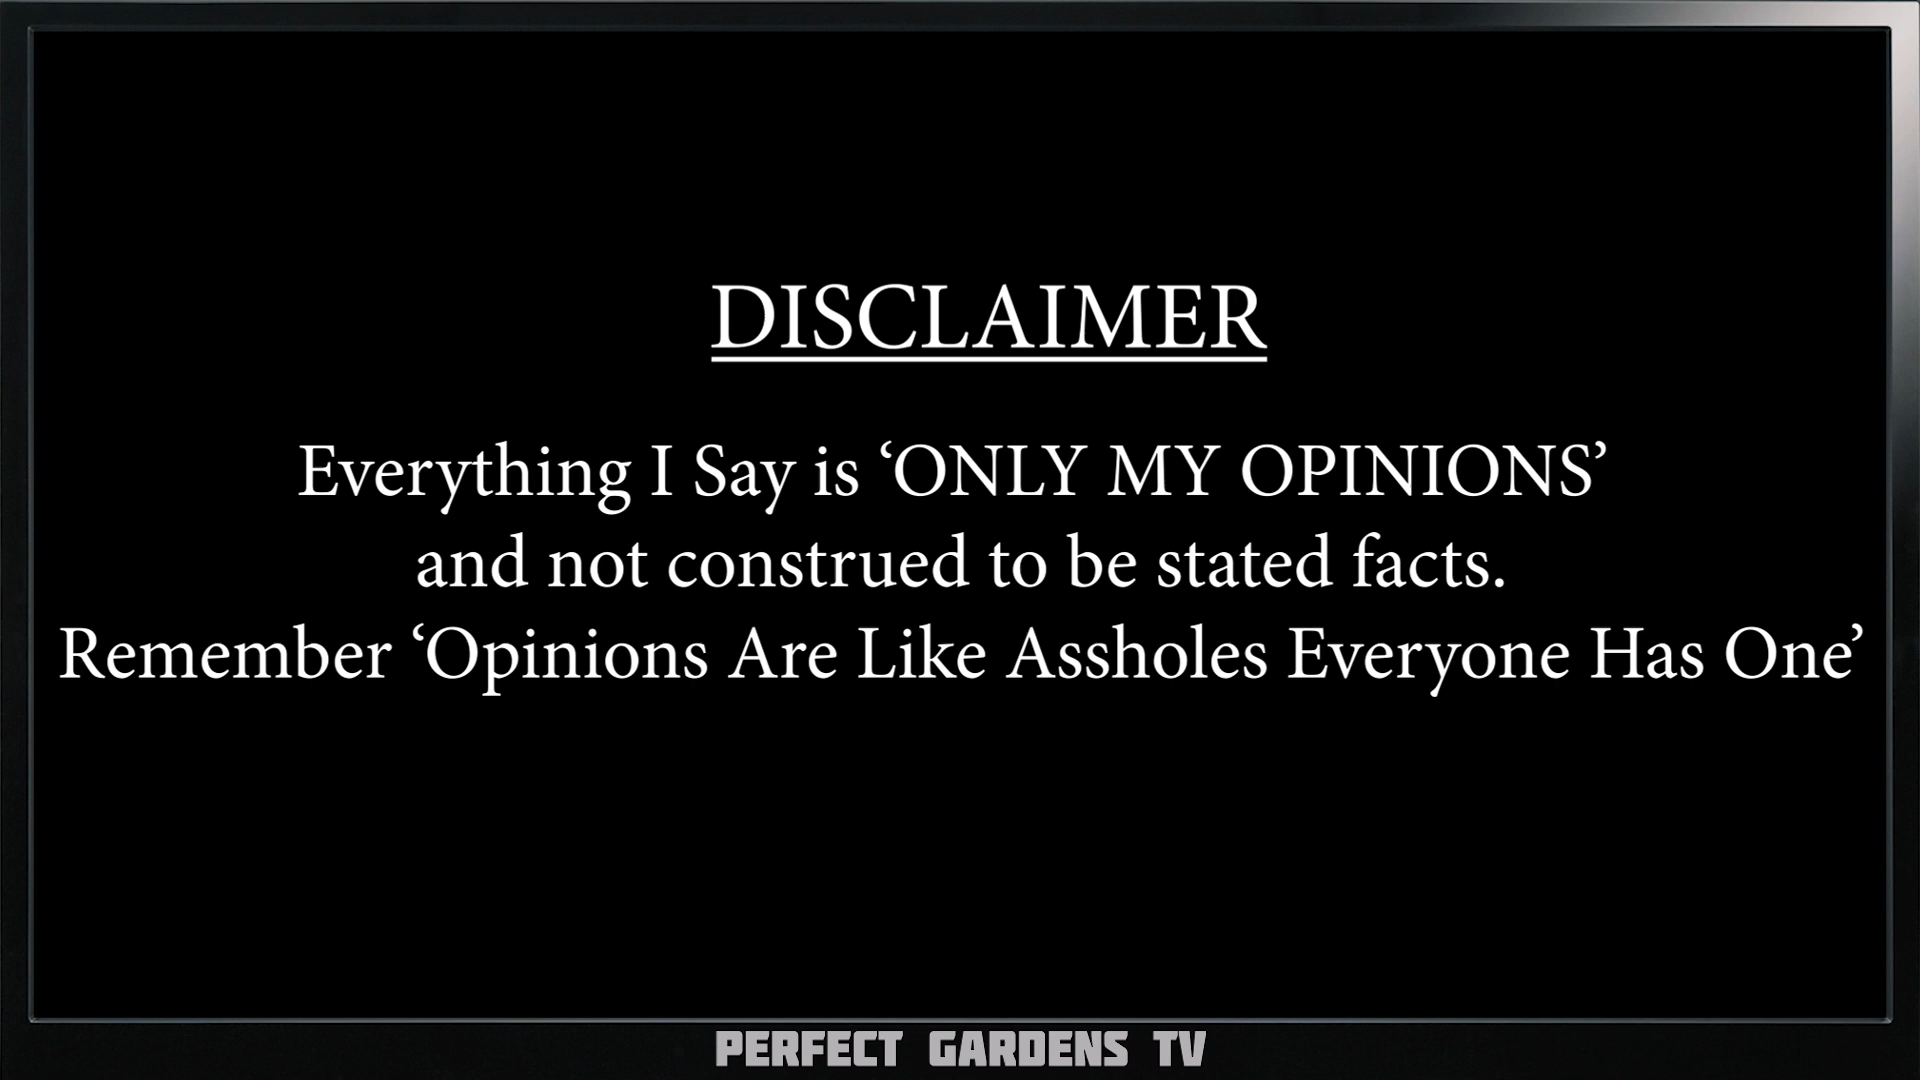 DISCLAIMER
Everything I Say is ‘ONLY MY OPINIONS’
and not construed to be stated facts.
Remember ‘Opinions Are Like Assholes Everyone Has One’
PERFECT GARDENS TV